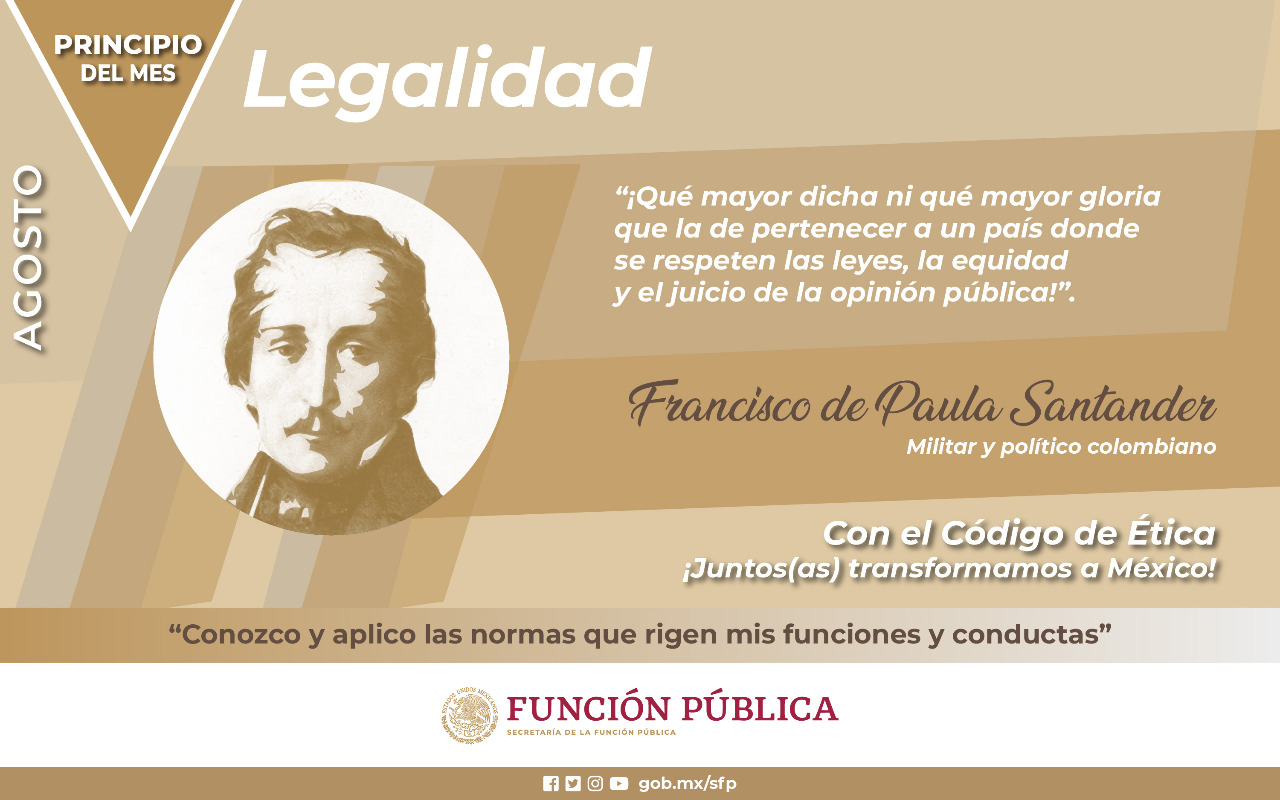 PRINCIPIO
DEL MES
Legalidad
AGOSTO
“¡Qué mayor dicha ni qué mayor gloria
que la de pertenecer a un país donde
se respeten las leyes, la equidad
y el juicio de la opinión pública!”.
Francisco de Paula Santander
Militar y político colombiano
Con el Código de Ética
¡Juntos(as) transformamos a México!
“Conozco y aplico las normas que rigen mis funciones y conductas”
ESTADOS UNIDOS MEXICANOS
FUNCIÓN PÚBLICA
SECRETARÍA DE LA FUNCIÓN PÚBLICA
gob.mx/sfp